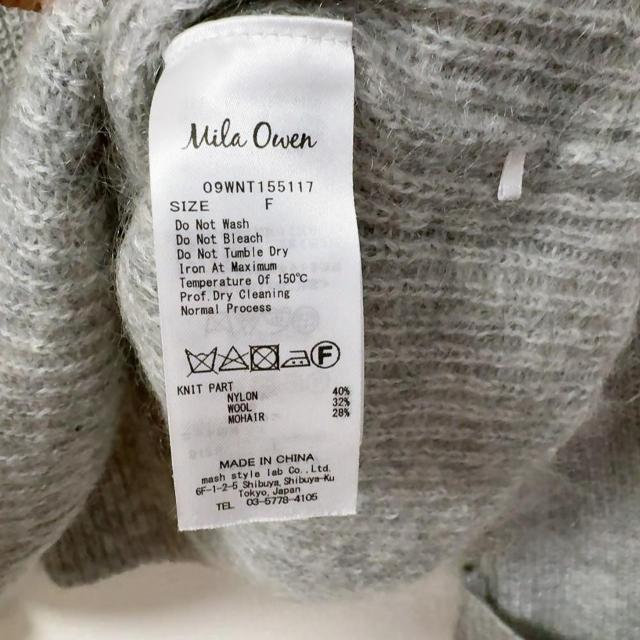 Mila Owen
09WNT155117
SIZE F
Do Not Wash
Do Not Bleach
Do Not Tumble Dry
Iron At Maximum
Temperature Of 150℃
Prof.Dry Cleaning
Normal Process
F
KNIT PART
NYLON 40%
WOOL 32%
MOHAIR 28%
MADE IN CHINA
mash style lab Co.,Ltd.
6F-1-2-5 Shibuya,Shibuya-Ku
Tokyo,Japan
TEL 03-5778-4105